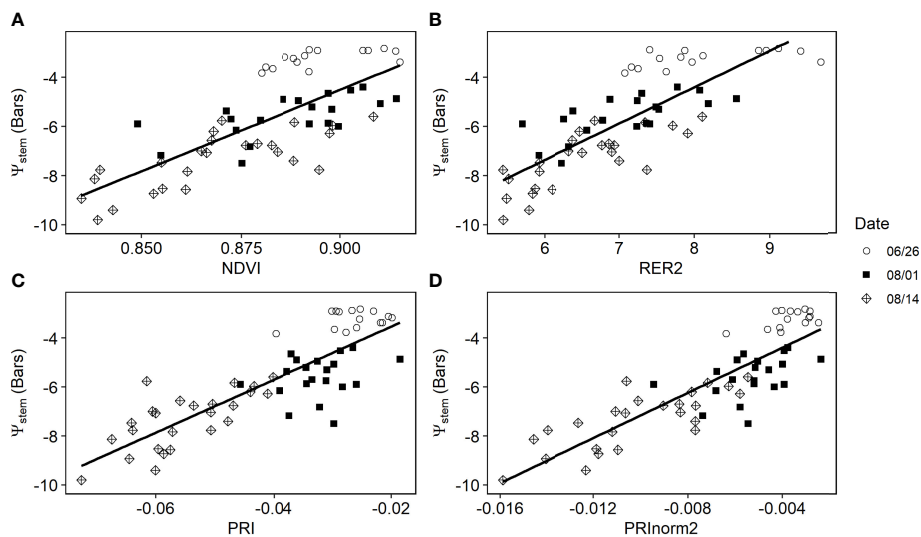 A
B
Ψstem (Bars)
-4
-6
-8
-10
0.850
0.875
0.900
NDVI
Ψstem (Bars)
-4
-6
-8
-10
6
7
8
9
RER2
Date
06/26
08/01
08/14
C
D
Ψstem (Bars)
-4
-6
-8
-10
-0.06
-0.04
-0.02
PRI
Ψstem (Bars)
-4
-6
-8
-10
-0.016
-0.012
-0.008
-0.004
PRInorm2